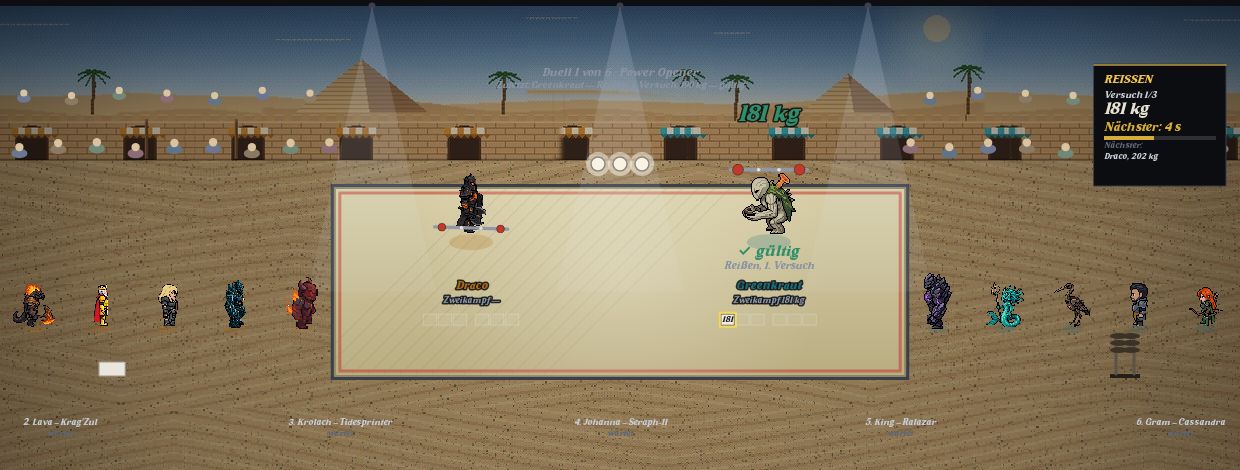 Duell 1 von 6 · Power Opener
181 kg
REISSEN
Versuch 1/3
181 kg
Nächster: 4 s
Nächster:
Draco, 202 kg
✓ gültig
Reißen, 1. Versuch
Draco
Zweikampf —
Greenkraut
Zweikampf 181 kg
181
2. Lava – Krag'Zul
3. Krolach – Tidesprinter
4. Johanna – Seraph-11
5. King – Ralazar
6. Gram – Cassandra